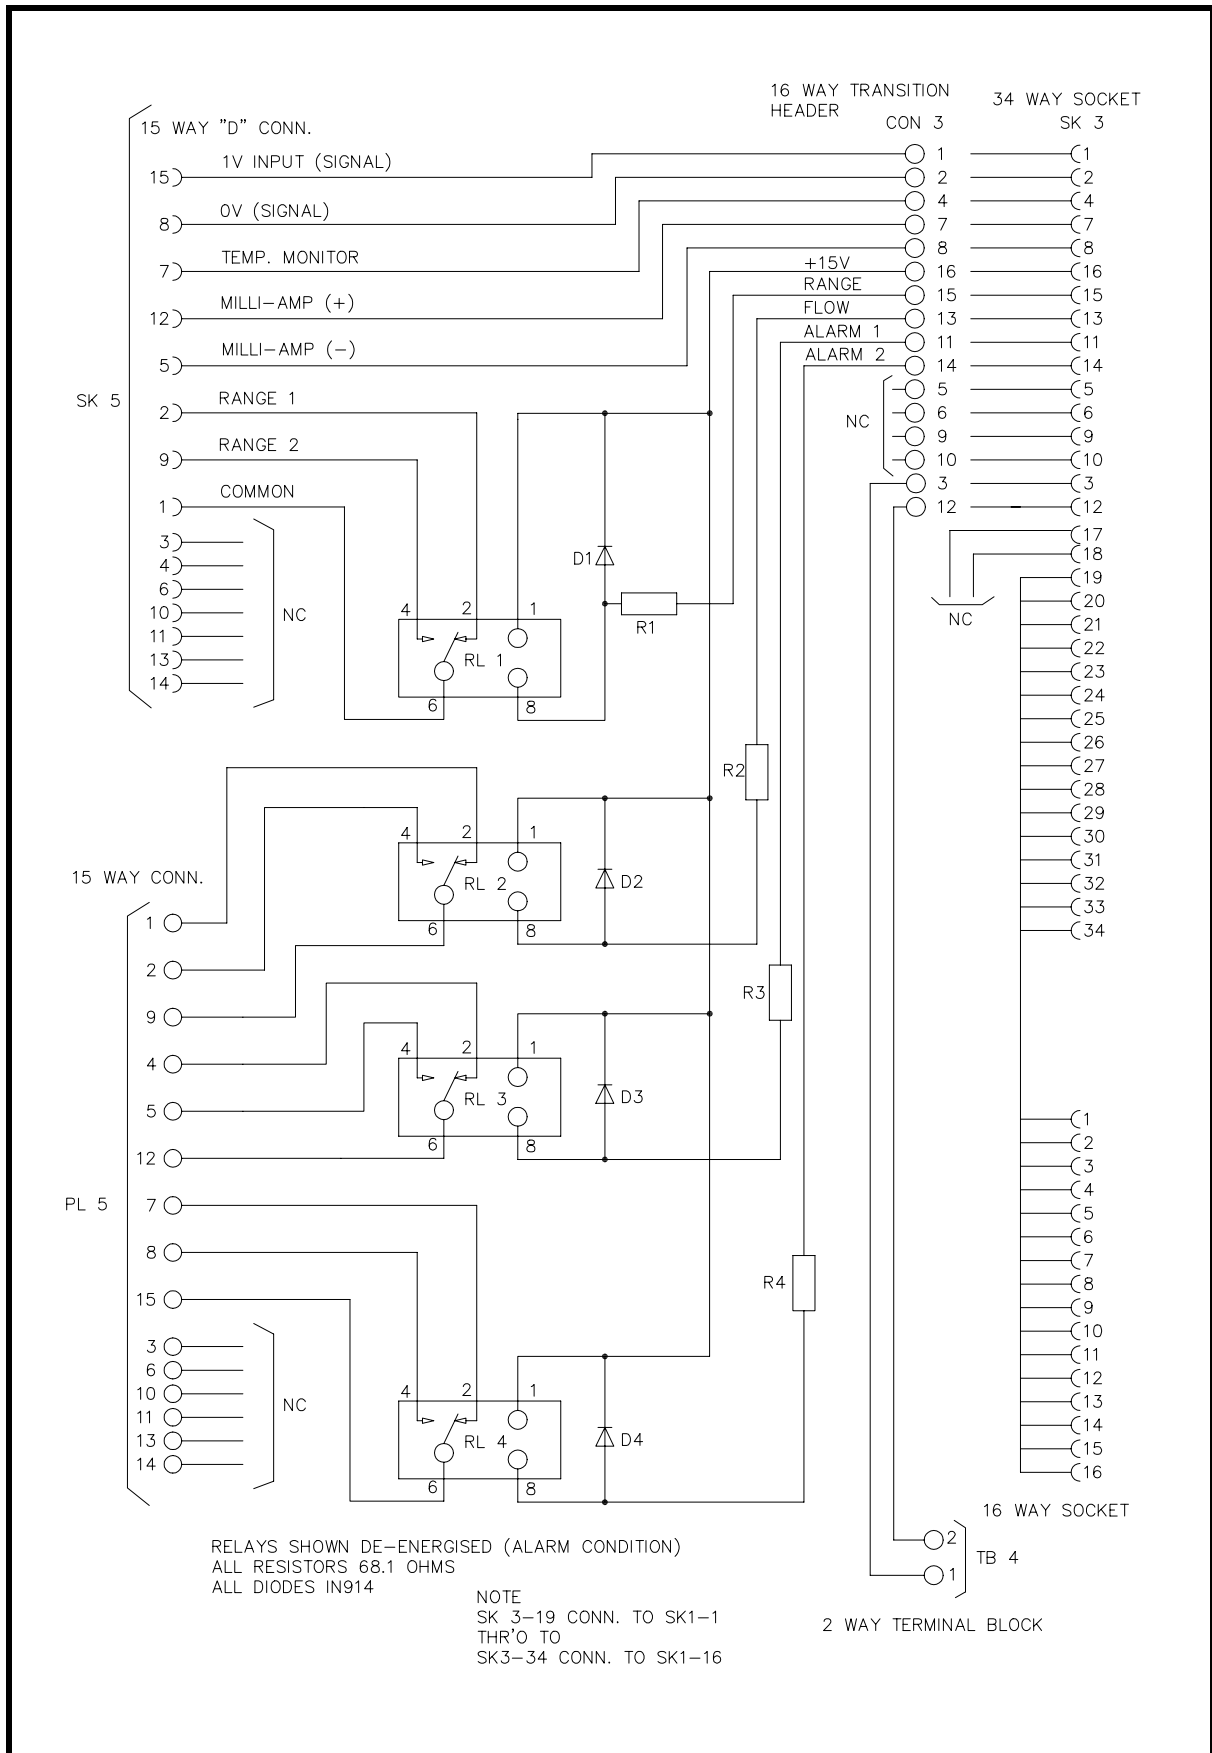 16 WAY TRANSITION
HEADER
CON 3
34 WAY SOCKET
SK 3
15 WAY "D" CONN.
SK 5
15 1V INPUT (SIGNAL)
8 0V (SIGNAL)
7 TEMP. MONITOR
12 MILLI-AMP (+)
5 MILLI-AMP (-)
2 RANGE 1
9 RANGE 2
1 COMMON
3
4
6
10
11
13
14
NC
1 1
2 2
4 4
7 7
8 8
+15V 16 16
RANGE 15 15
FLOW 13 13
ALARM 1 11 11
ALARM 2 14 14
NC
5 5
6 6
9 9
10 10
3 3
12 12
17
18
NC
19
20
21
22
23
24
25
26
27
28
29
30
31
32
33
34
D1
R1
4 2 1
RL 1
6 8
R2
4 2 1
RL 2
D2
6 8
R3
4 2 1
RL 3
D3
6 8
R4
4 2 1
RL 4
D4
6 8
15 WAY CONN.
PL 5
1
2
9
4
5
12
7
8
15
3
6
10
11
13
14
NC
1
2
3
4
5
6
7
8
9
10
11
12
13
14
15
16
16 WAY SOCKET
2
1
TB 4
2 WAY TERMINAL BLOCK
RELAYS SHOWN DE-ENERGISED (ALARM CONDITION)
ALL RESISTORS 68.1 OHMS
ALL DIODES IN914
NOTE
SK 3-19 CONN. TO SK1-1
THR'O TO
SK3-34 CONN. TO SK1-16